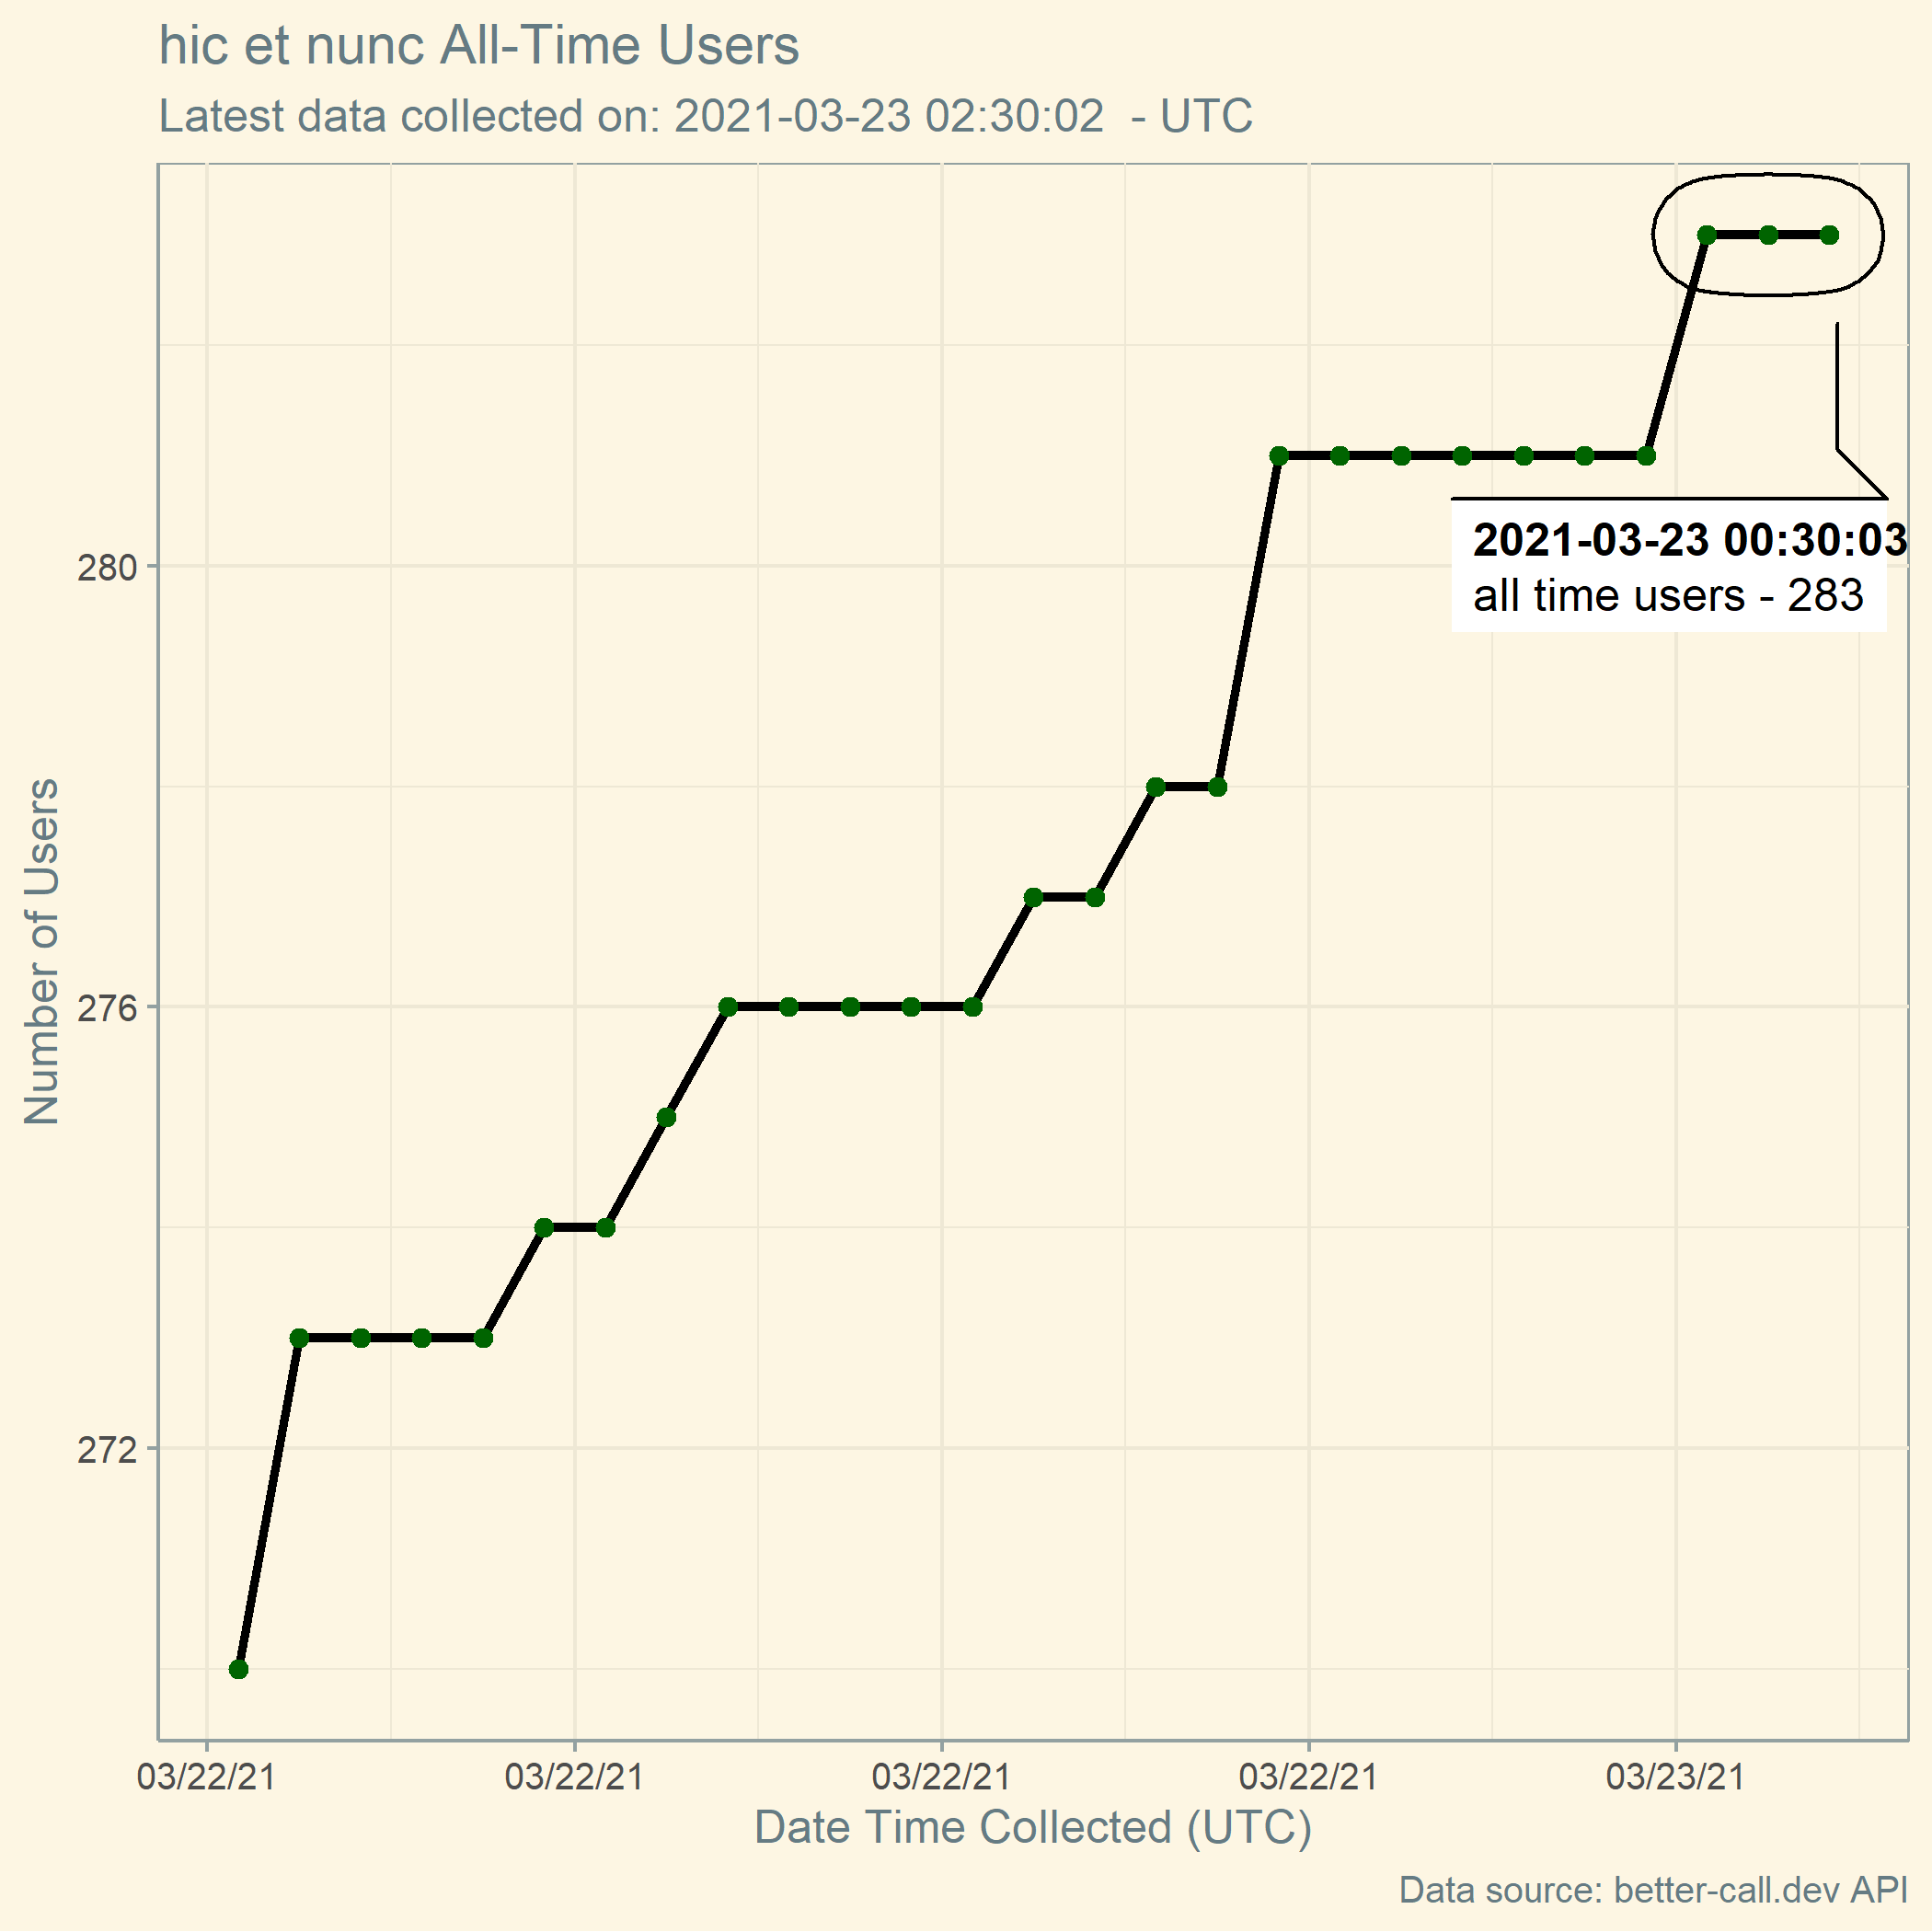 hic et nunc All-Time Users
Latest data collected on: 2021-03-23 02:30:02  - UTC
2021-03-23 00:30:03
all time users - 283
280
276
272
Number of Users
03/22/21 03/22/21 03/22/21 03/22/21 03/23/21
Date Time Collected (UTC)
Data source: better-call.dev API